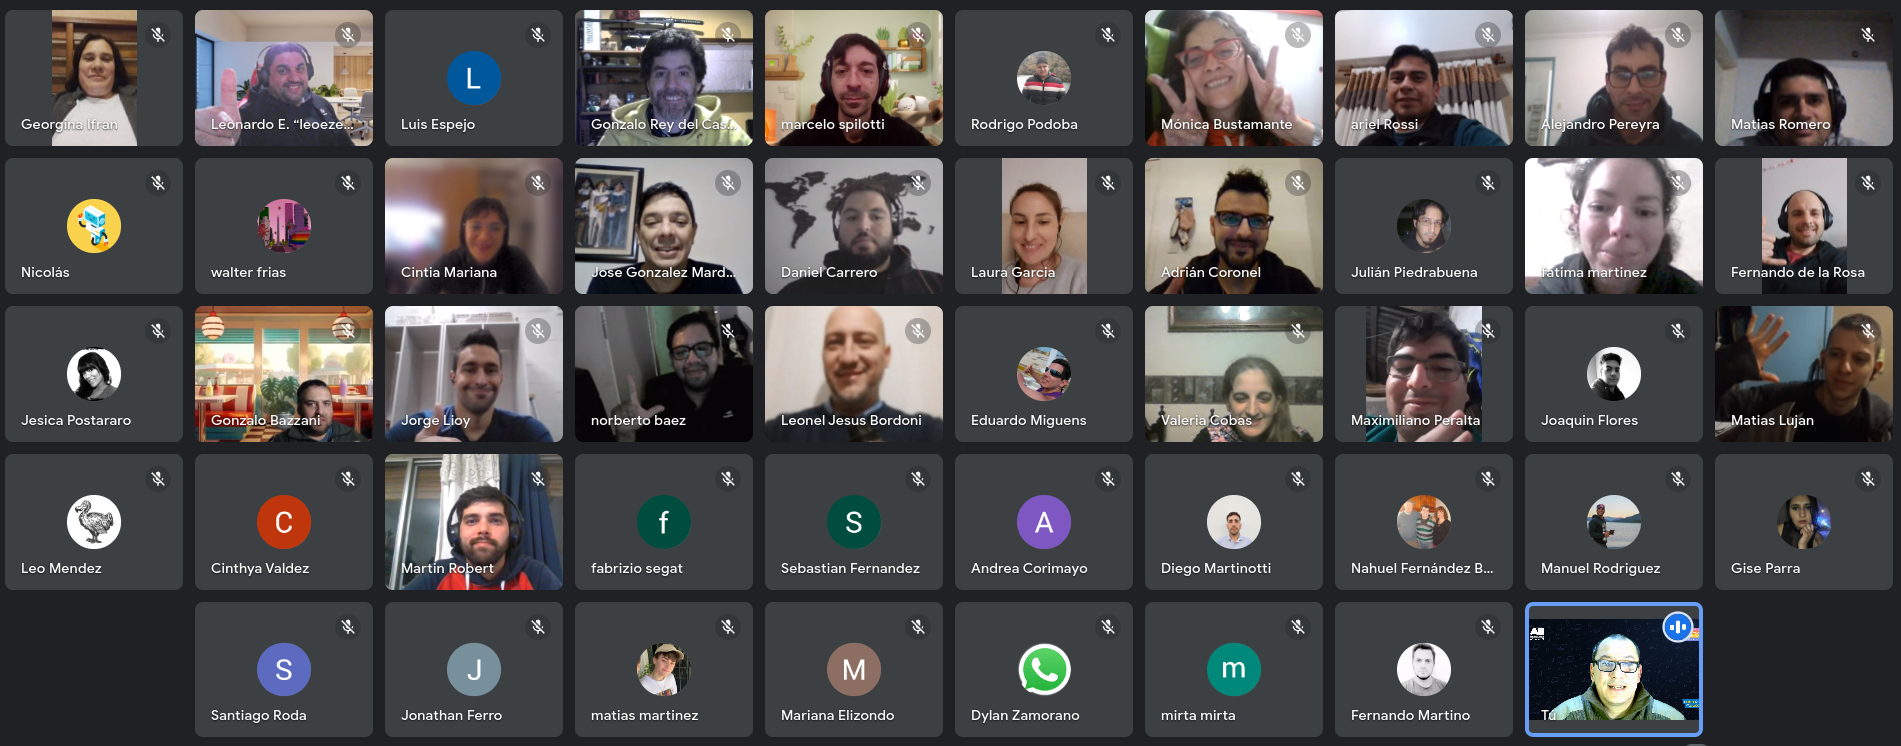 Georgina Ifran
Leonardo E. “leoeze...
L
Luis Espejo
Gonzalo Rey del Cas...
marcelo spilotti
Rodrigo Podoba
Mónica Bustamante
ariel Rossi
Alejandro Pereyra
Matias Romero
Nicolás
walter frias
Cintia Mariana
Jose Gonzalez Mard...
Daniel Carrero
Laura Garcia
Adrián Coronel
Julián Piedrabuena
fatima martinez
Fernando de la Rosa
Jesica Postararo
Gonzalo Bazzani
Jorge Lioy
norberto baez
Leonel Jesus Bordoni
Eduardo Miguens
Valeria Cobas
Maximiliano Peralta
Joaquin Flores
Matias Lujan
Leo Mendez
C
Cinthya Valdez
Martin Robert
f
fabrizio segat
S
Sebastian Fernandez
A
Andrea Corimayo
Diego Martinotti
Nahuel Fernández B...
Manuel Rodriguez
Gise Parra
S
Santiago Roda
J
Jonathan Ferro
matias martinez
M
Mariana Elizondo
Dylan Zamorano
m
mirta mirta
Fernando Martino
Tú